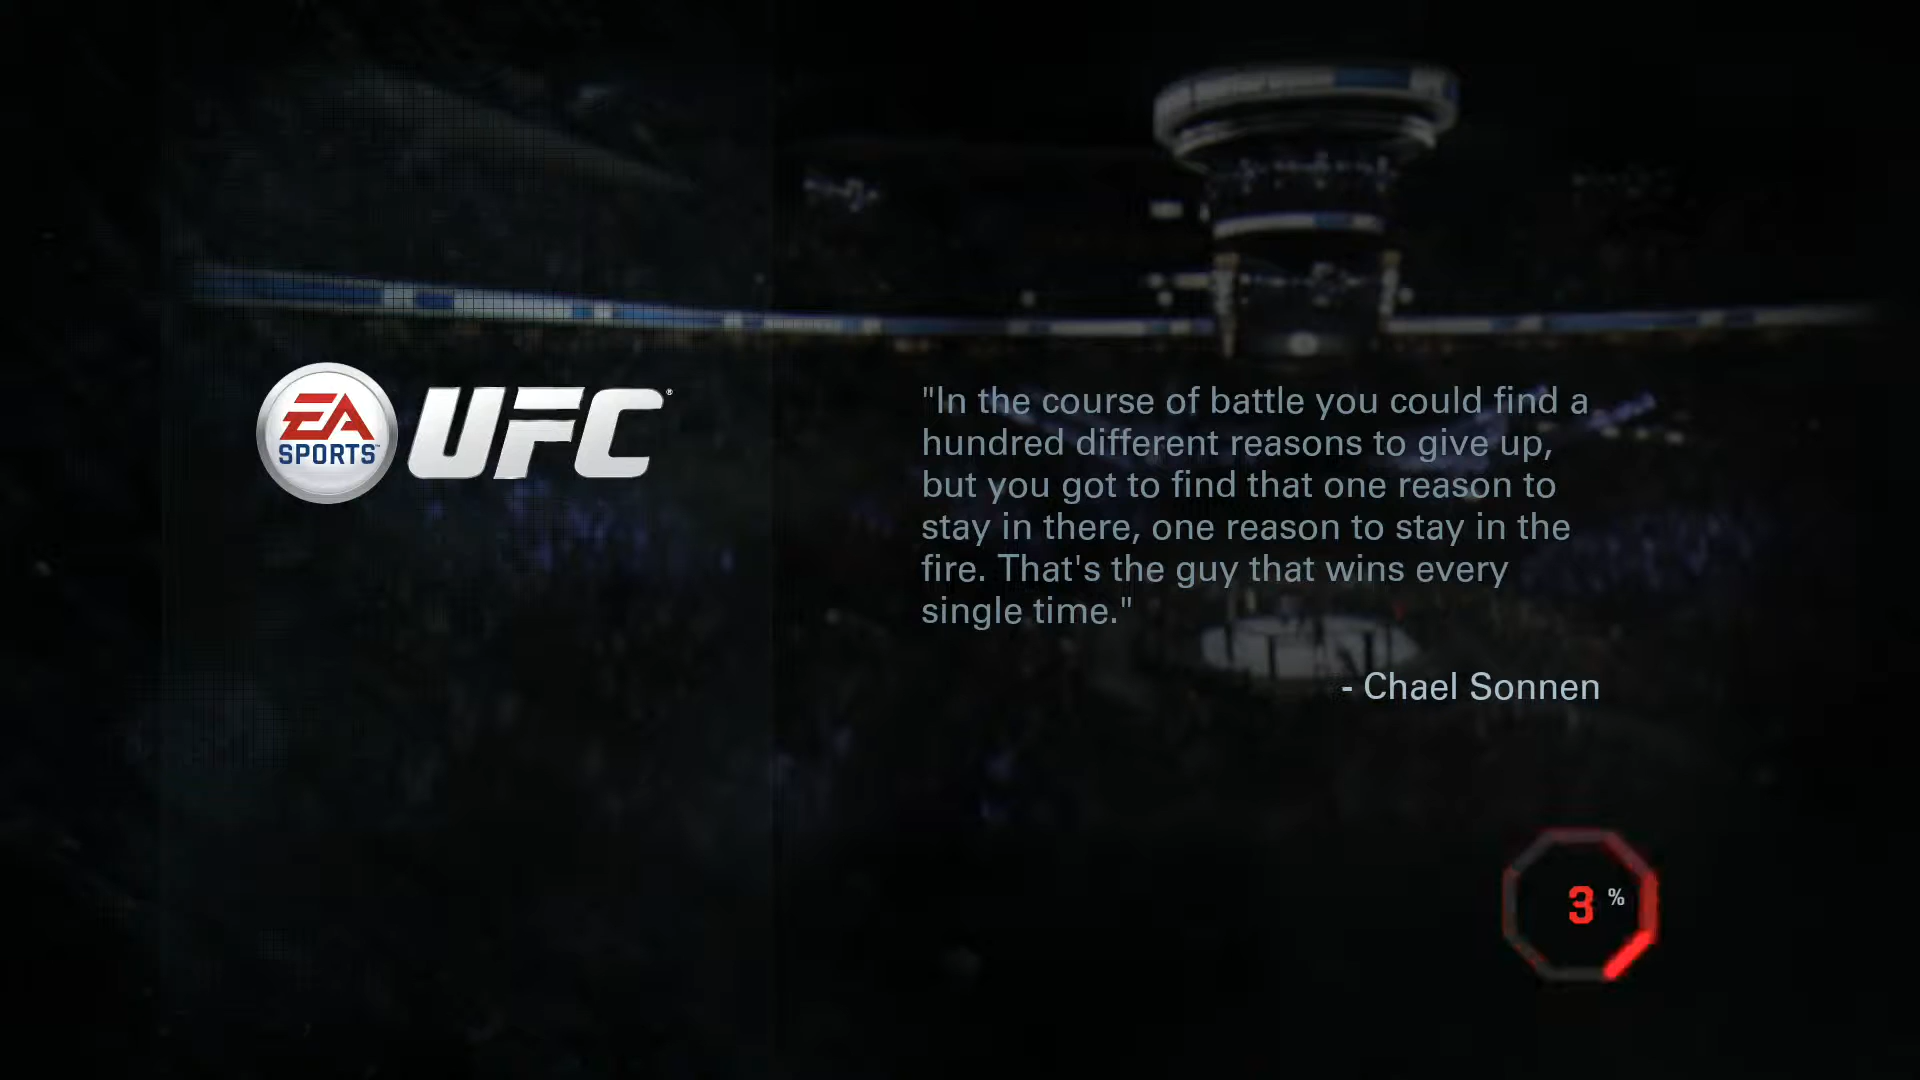 EA
SPORTS™
UFC®
"In the course of battle you could find a
hundred different reasons to give up,
but you got to find that one reason to
stay in there, one reason to stay in the
fire. That's the guy that wins every
single time."
- Chael Sonnen
3 %